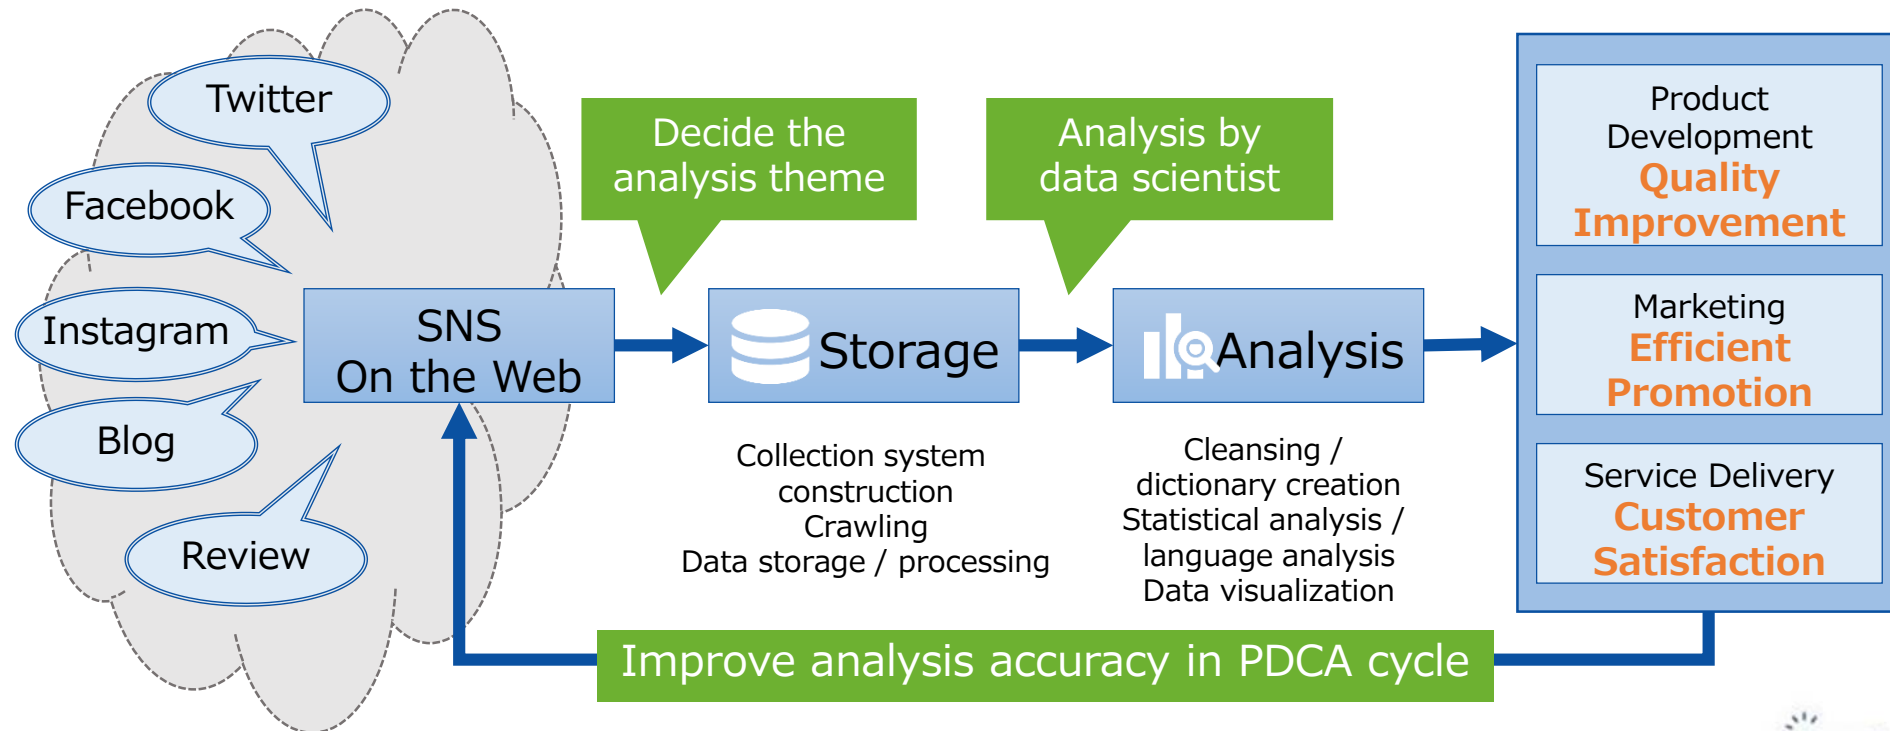 Twitter
Facebook
Instagram
Blog
Review
SNS
On the Web
Decide the
analysis theme
Storage
Collection system
construction
Crawling
Data storage / processing
Analysis by
data scientist
Analysis
Cleansing /
dictionary creation
Statistical analysis /
language analysis
Data visualization
Product
Development
Quality
Improvement
Marketing
Efficient
Promotion
Service Delivery
Customer
Satisfaction
Improve analysis accuracy in PDCA cycle